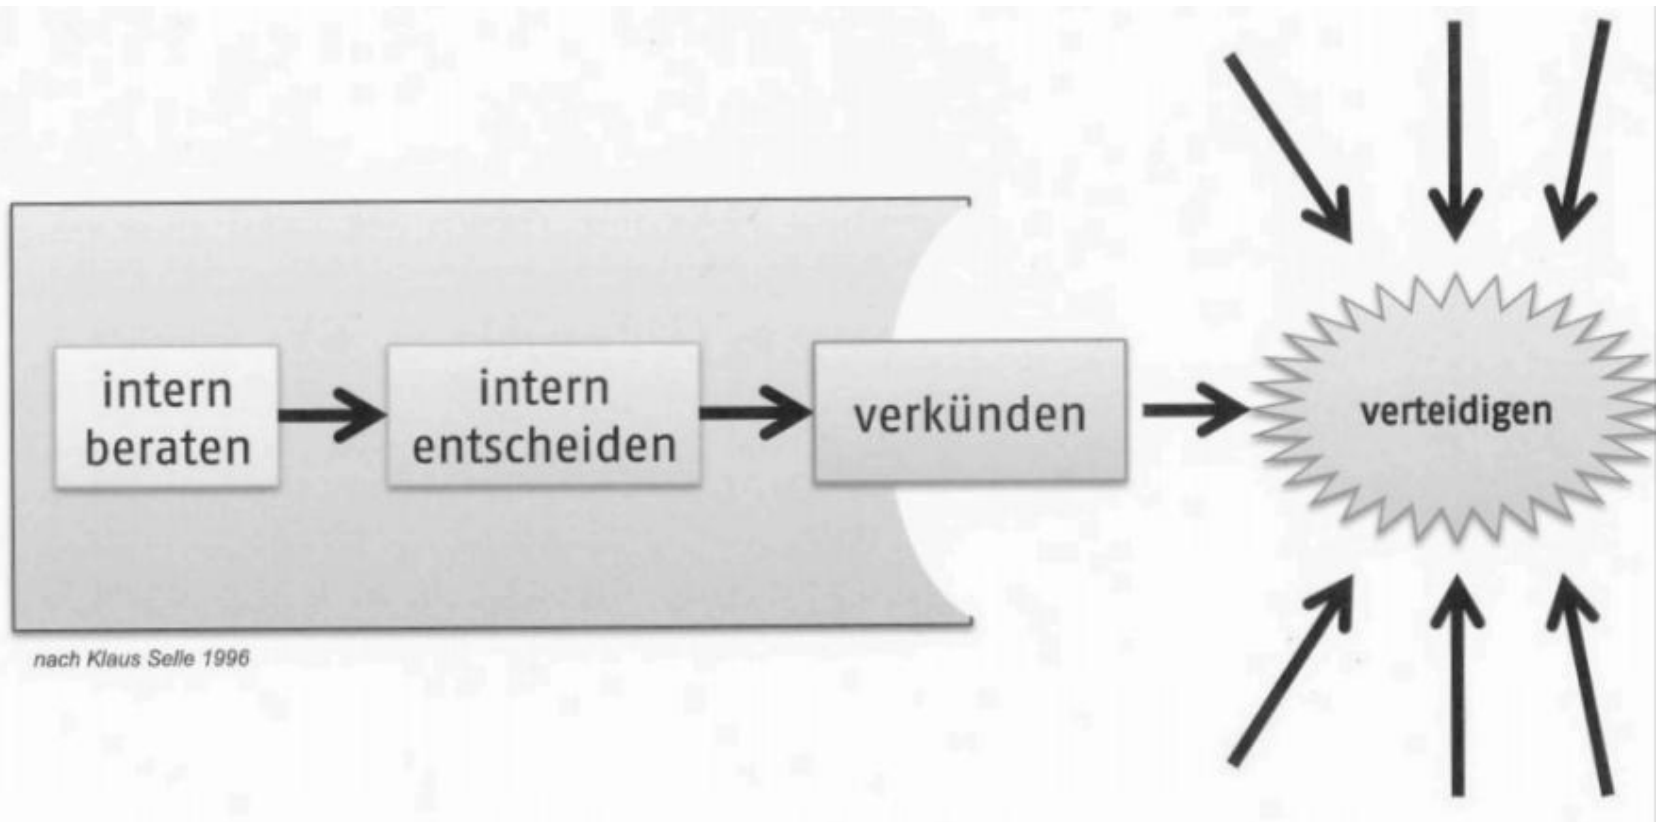 intern
beraten
intern
entscheiden
verkünden
verteidigen
nach Klaus Selle 1996